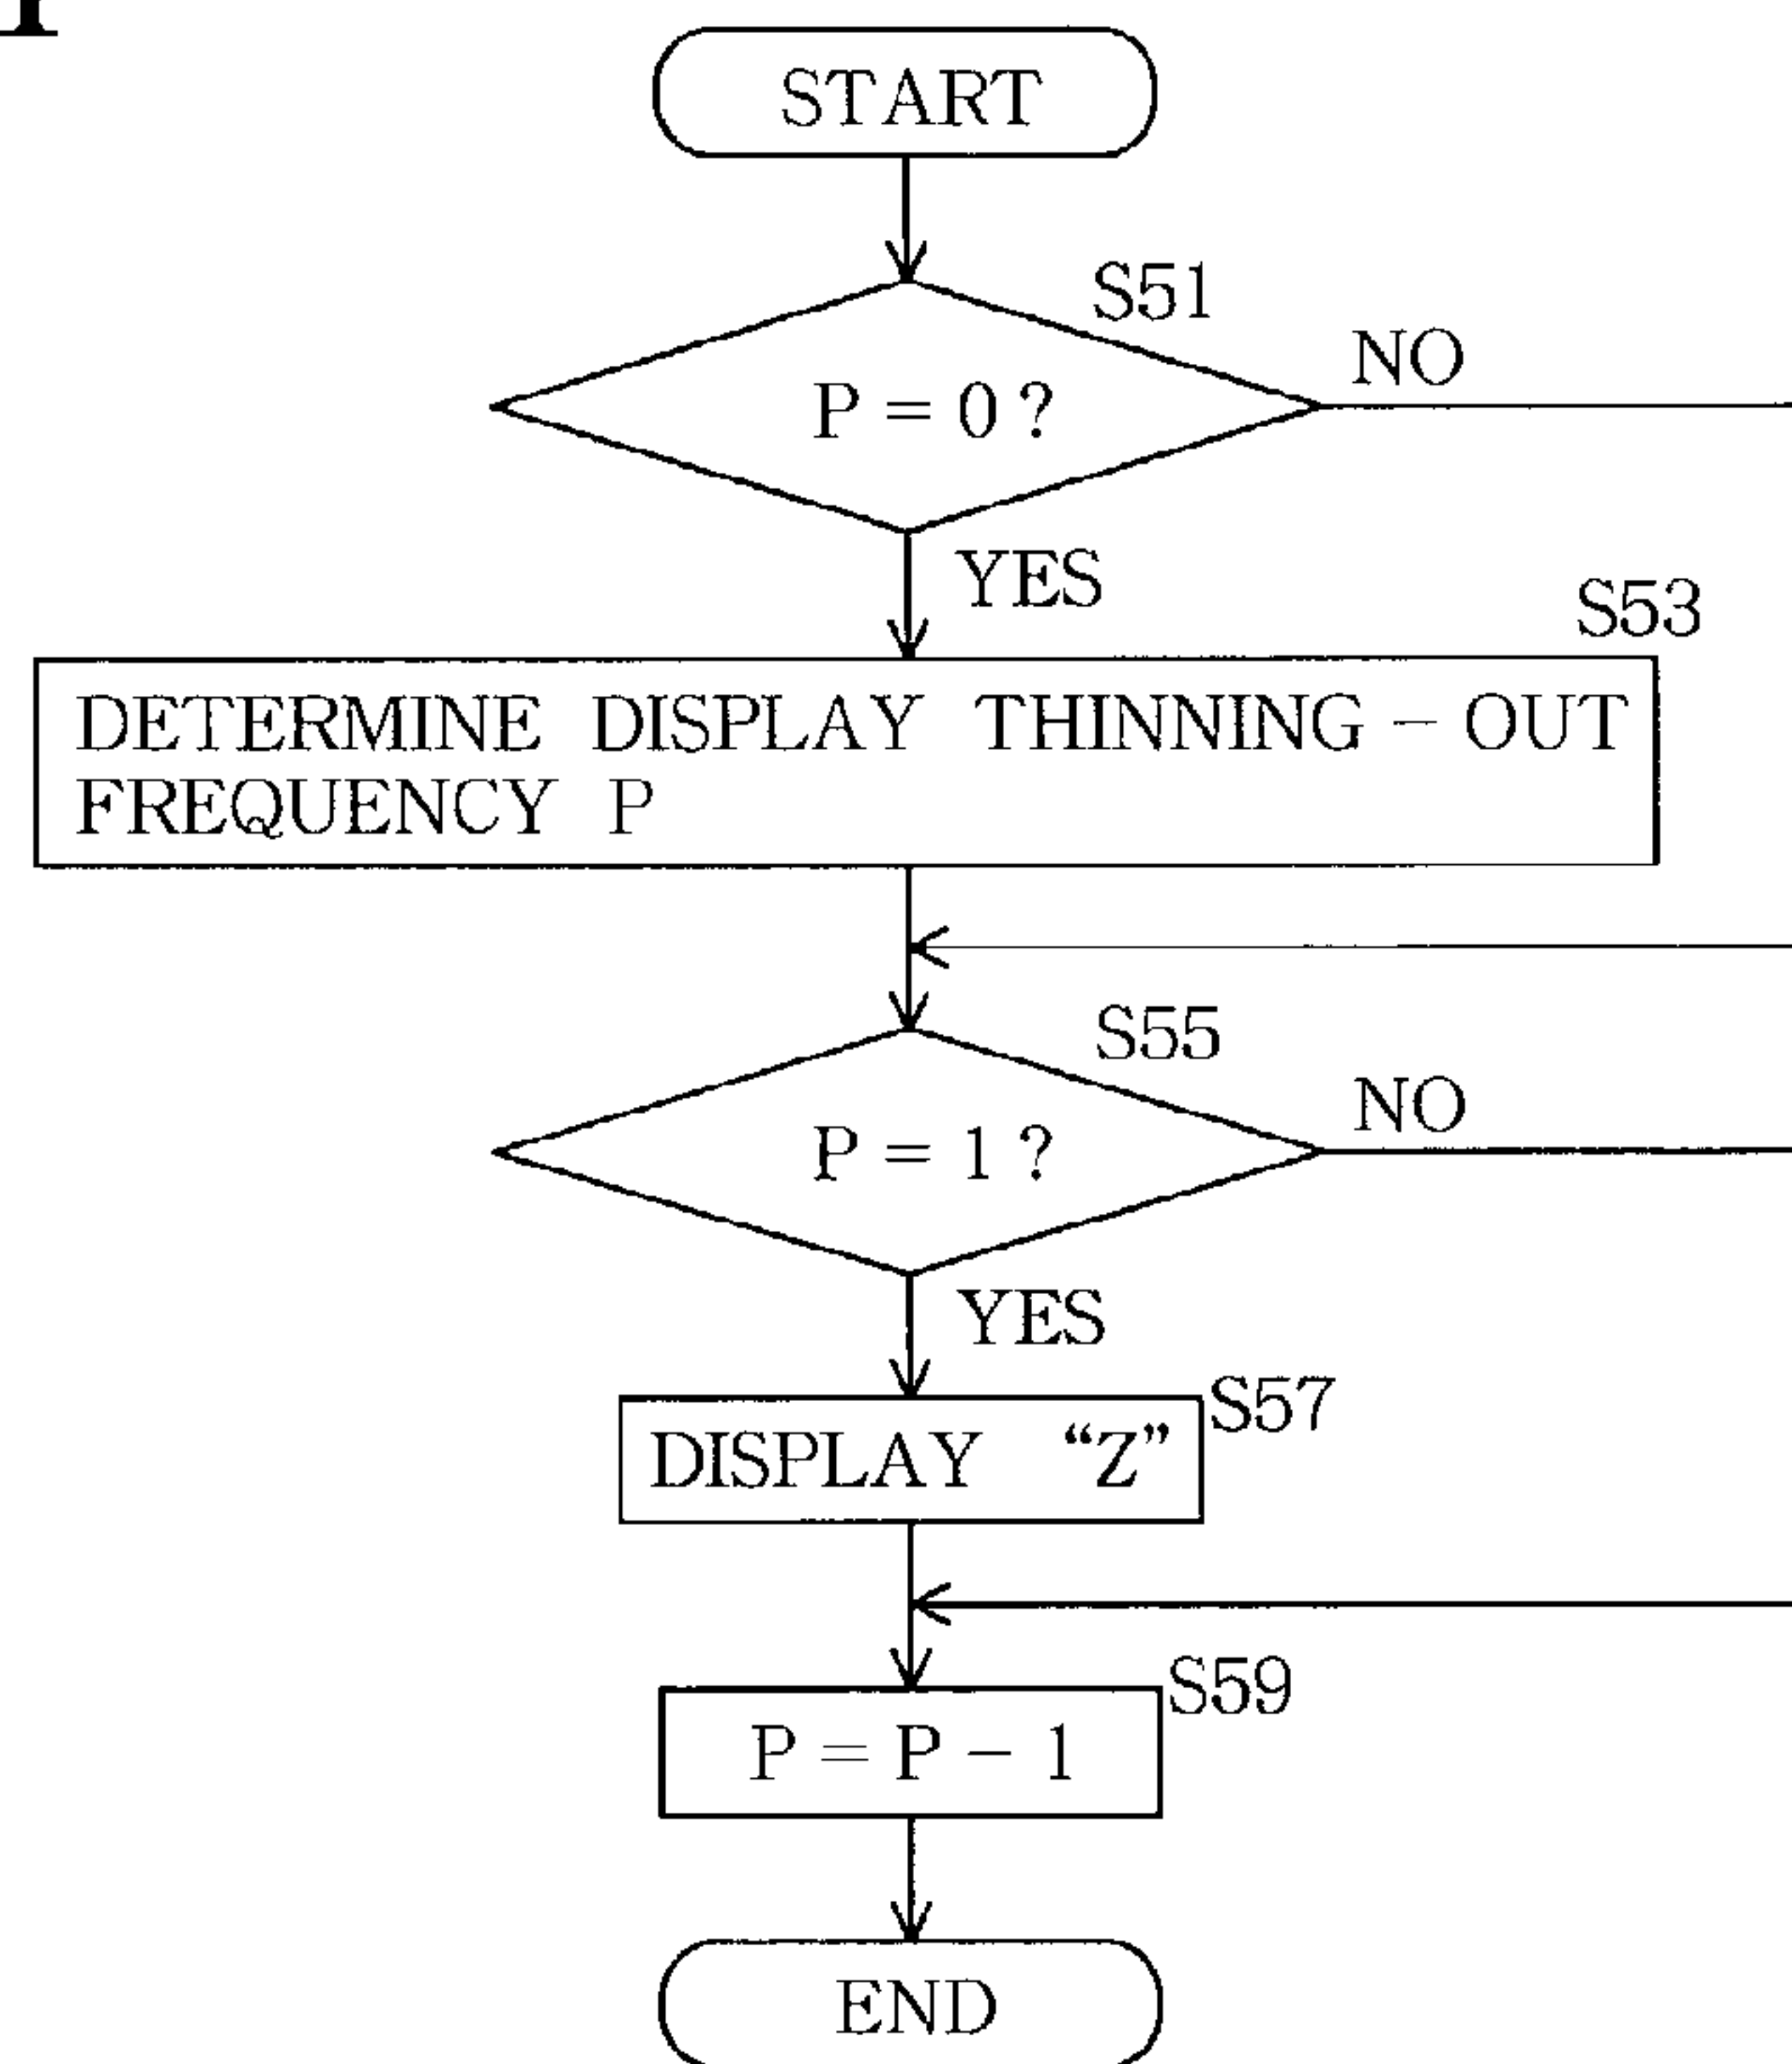 START
S51
P = 0 ?
NO
YES
S53
DETERMINE DISPLAY THINNING – OUT
FREQUENCY P
S55
P = 1 ?
NO
YES
S57
DISPLAY “Z”
S59
P = P – 1
END